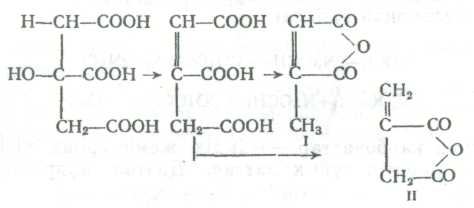 H—CH—COOH CH—COOH CH—CO
O
HO—C—COOH → C—COOH → C—CO
CH₂—COOH CH₂—COOH CH₃
I
CH₂
C—CO
O
CH₂—CO
II